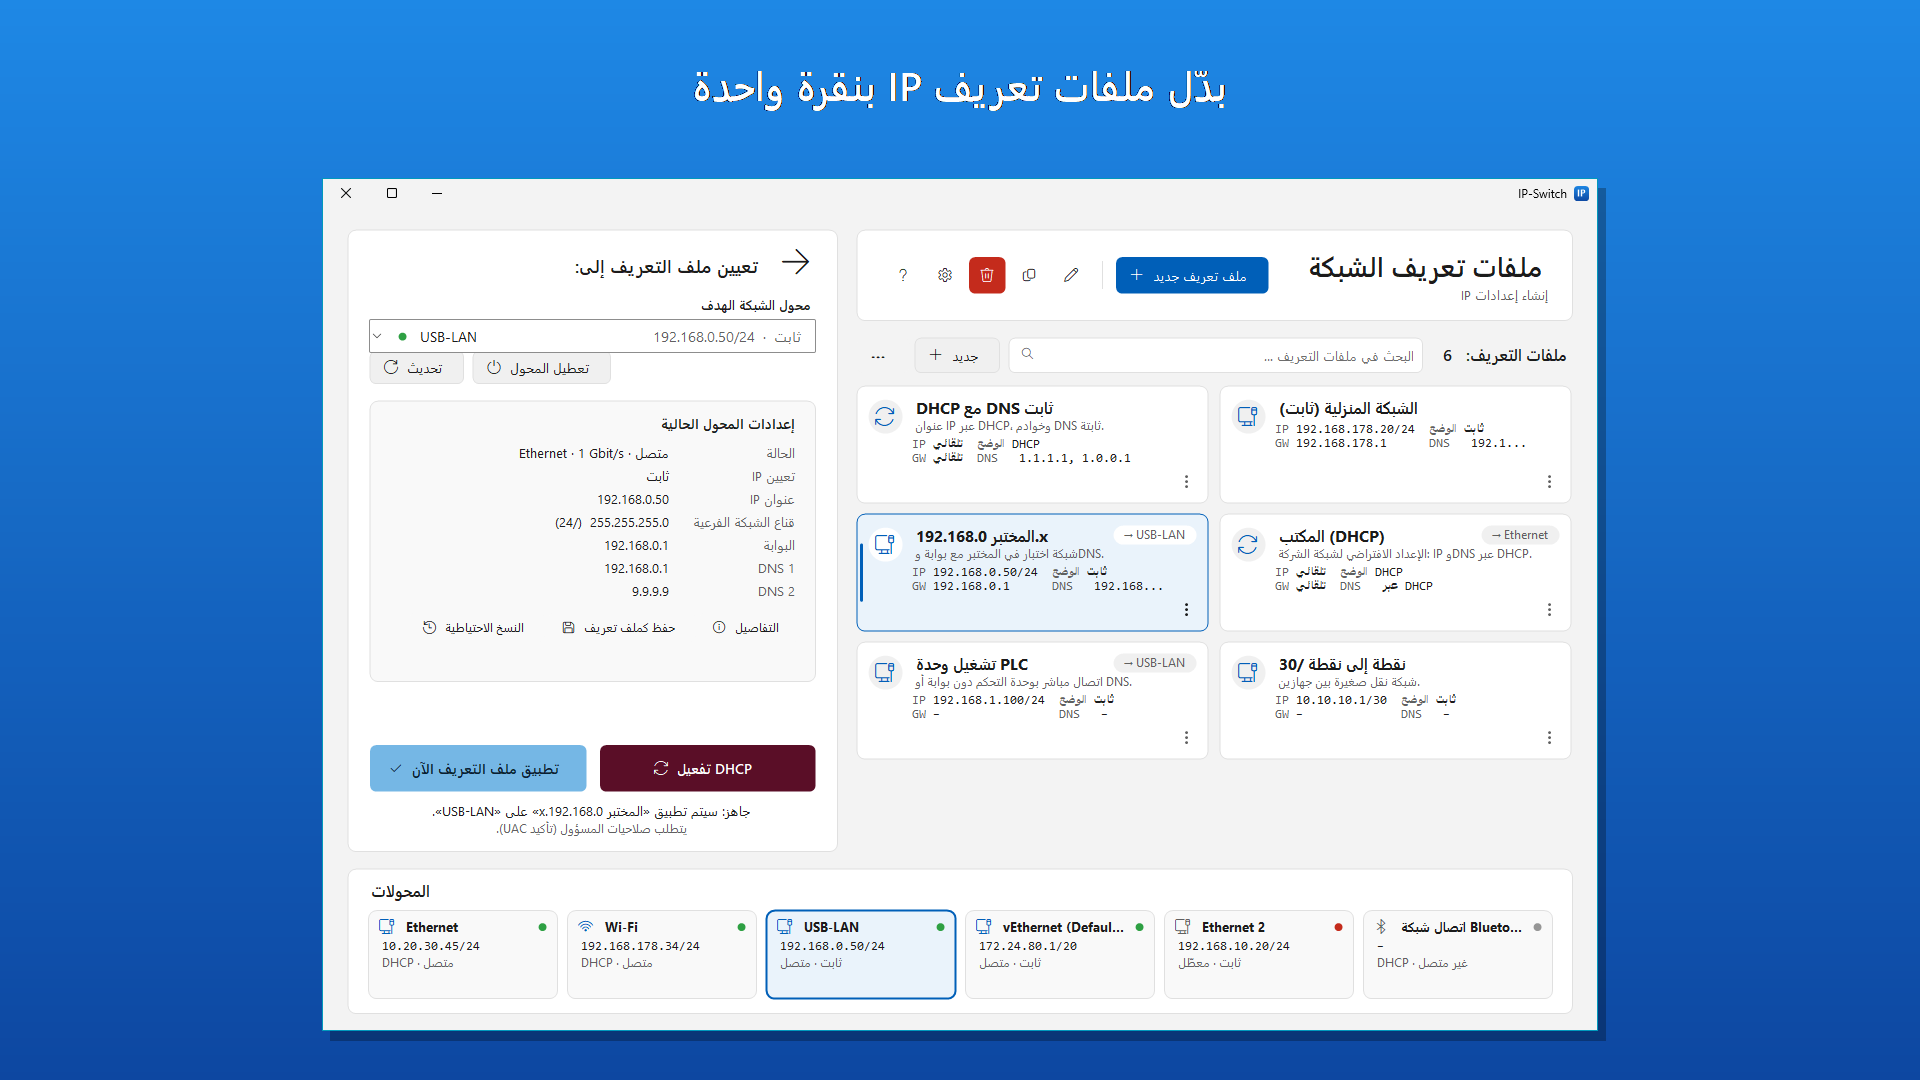 بدّل ملفات تعريف IP بنقرة واحدة
IP-Switch IP
ملفات تعريف الشبكة
إنشاء إعدادات IP
ملف تعريف جديد +
?
ملفات التعريف: 6
البحث في ملفات التعريف ...
جديد +
...
الشبكة المنزلية (ثابت)
IP 192.168.178.20/24 الوضع ثابت
GW 192.168.178.1 DNS 192.1...
DHCP مع DNS ثابت
عنوان IP عبر DHCP، وخوادم DNS ثابتة.
IP تلقائي الوضع DHCP
GW تلقائي DNS 1.1.1.1, 1.0.0.1
المكتب (DHCP)
→ Ethernet
الإعداد الافتراضي لشبكة الشركة: IP وDNS عبر DHCP.
IP تلقائي الوضع DHCP
GW تلقائي DNS عبر DHCP
المختبر 192.168.0.x
→ USB-LAN
شبكة اختبار في المختبر مع بوابة وDNS.
IP 192.168.0.50/24 الوضع ثابت
GW 192.168.0.1 DNS 192.168...
نقطة إلى نقطة /30
شبكة نقل صغيرة بين جهازين.
IP 10.10.10.1/30 الوضع ثابت
GW – DNS –
تشغيل وحدة PLC
→ USB-LAN
اتصال مباشر بوحدة التحكم دون بوابة أو DNS.
IP 192.168.1.100/24 الوضع ثابت
GW – DNS –
تعيين ملف التعريف إلى:
محول الشبكة الهدف
USB-LAN ثابت · 192.168.0.50/24
تعطيل المحول
تحديث
إعدادات المحول الحالية
الحالة متصل · Ethernet · 1 Gbit/s
تعيين IP ثابت
عنوان IP 192.168.0.50
قناع الشبكة الفرعية 255.255.255.0 (/24)
البوابة 192.168.0.1
DNS 1 192.168.0.1
DNS 2 9.9.9.9
التفاصيل
حفظ كملف تعريف
النسخ الاحتياطية
تفعيل DHCP
تطبيق ملف التعريف الآن
جاهز: سيتم تطبيق «المختبر 192.168.0.x» على «USB-LAN».
يتطلب صلاحيات المسؤول (تأكيد UAC).
المحولات
Ethernet
10.20.30.45/24
متصل · DHCP
Wi-Fi
192.168.178.34/24
متصل · DHCP
USB-LAN
192.168.0.50/24
ثابت · متصل
vEthernet (Defaul...
172.24.80.1/20
ثابت · متصل
Ethernet 2
192.168.10.20/24
ثابت · معطّل
اتصال شبكة Blueto...
–
غير متصل · DHCP